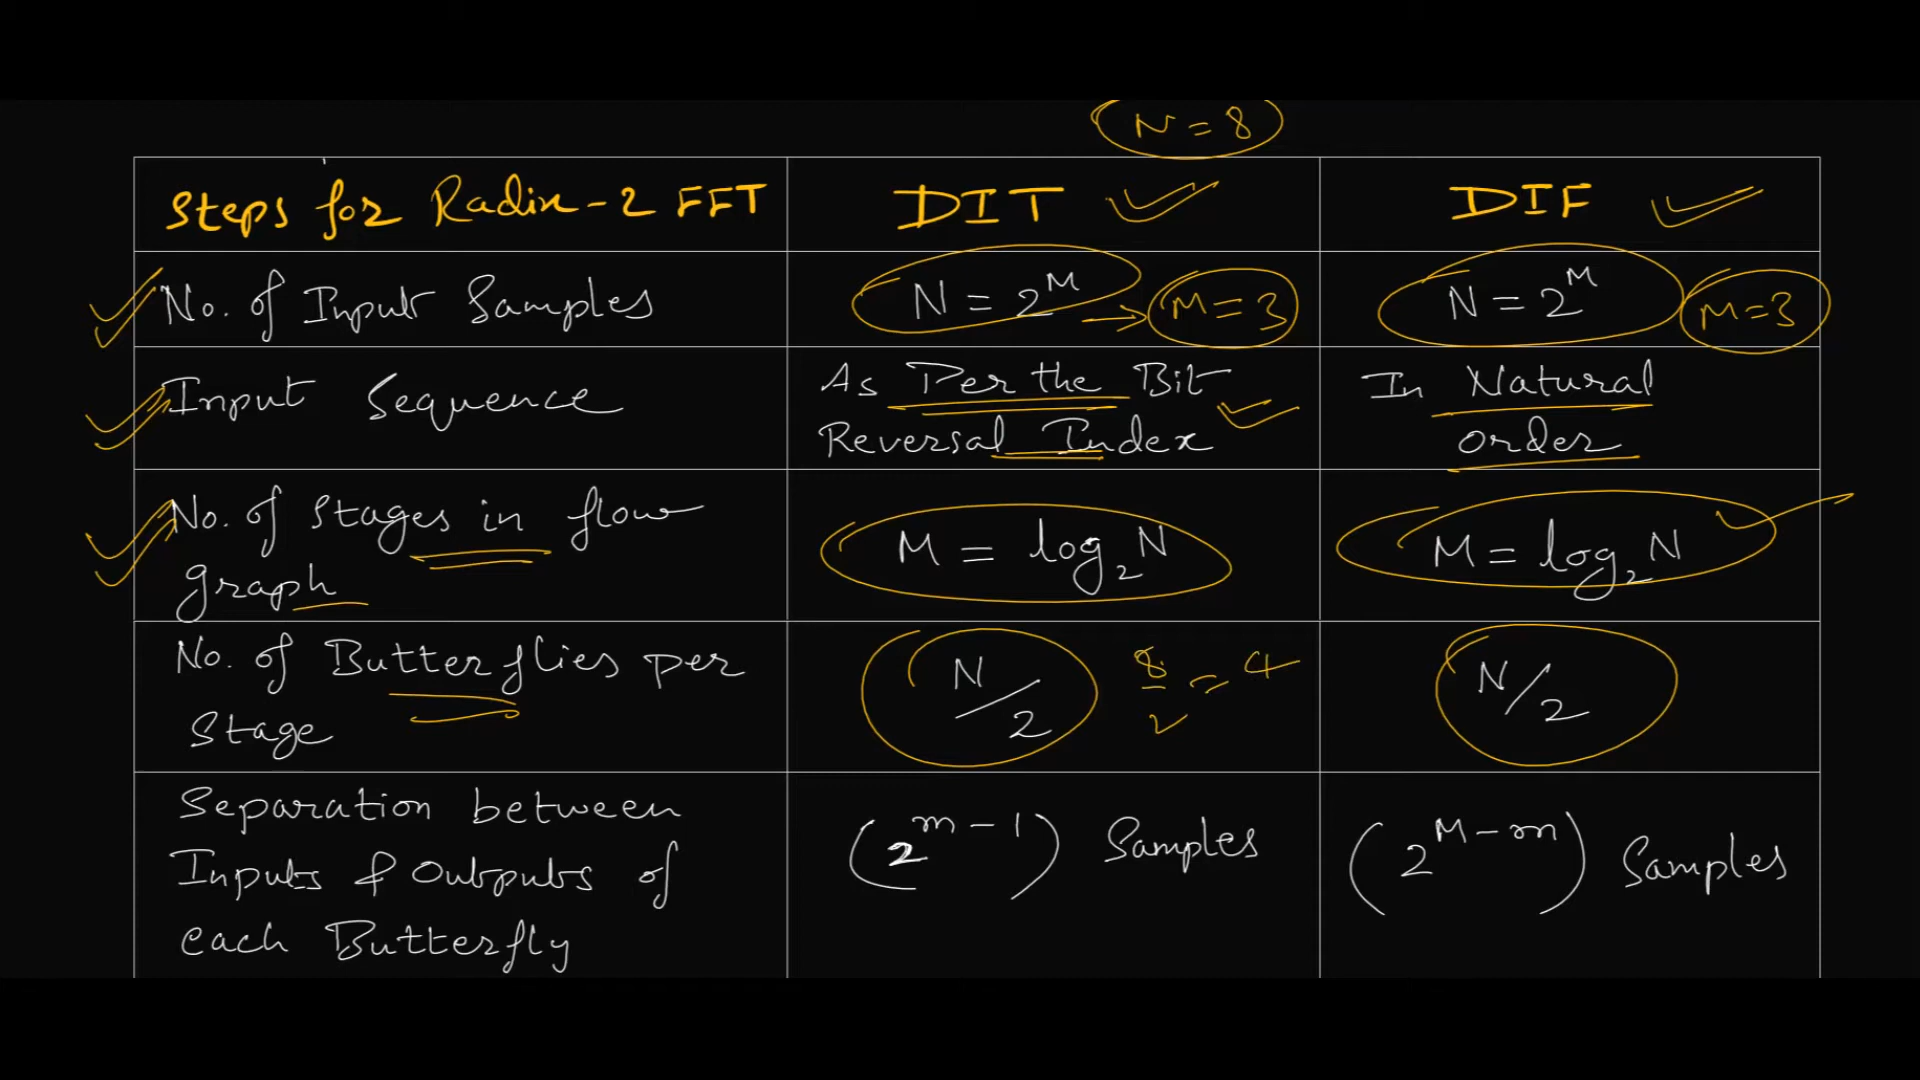 N = 8
Steps for Radix-2 FFT
DIT
DIF
No. of Input Samples
N = 2^M
→ M = 3
N = 2^M
M = 3
Input Sequence
As Per the Bit
Reversal Index
In Natural
order
No. of Stages in flow
graph
M = log₂N
M = log₂N
No. of Butterflies per
Stage
N/2
8/2 = 4
N/2
Separation between
Inputs & Outputs of
each Butterfly
(2^(m-1)) Samples
(2^(M-m)) Samples